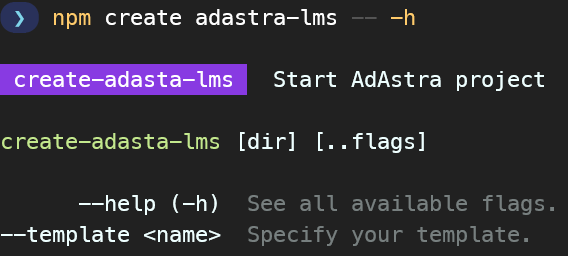 ❯ npm create adastra-lms -- -h
create-adasta-lms Start AdAstra project
create-adasta-lms [dir] [..flags]
--help (-h) See all available flags.
--template <name> Specify your template.